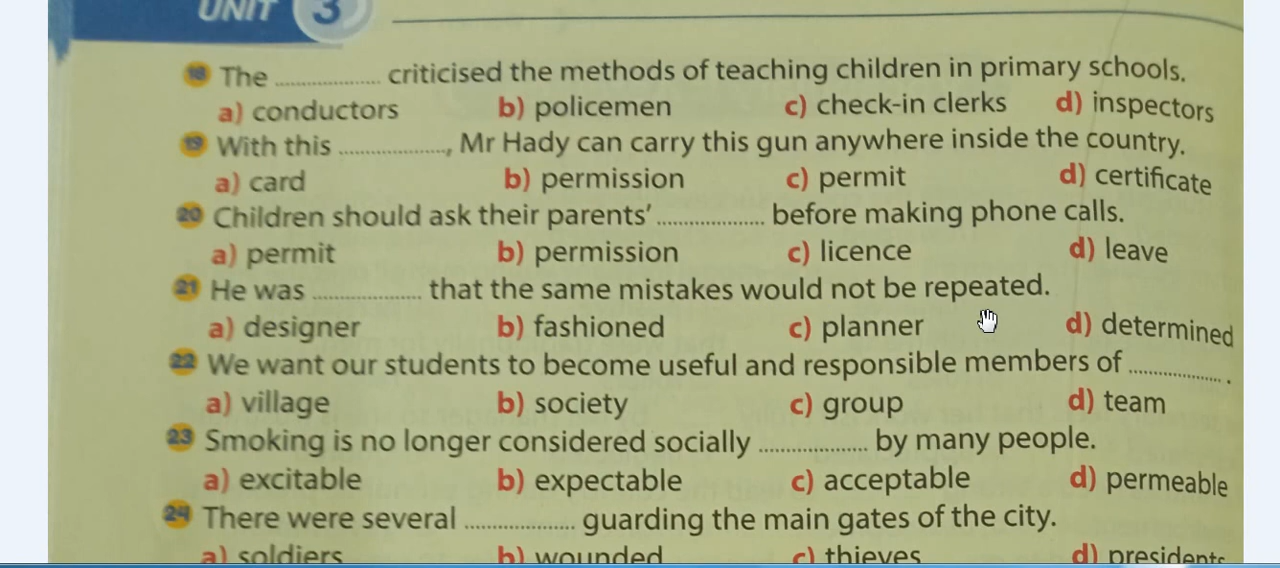 UNIT 3
18 The ............ criticised the methods of teaching children in primary schools.
a) conductors b) policemen c) check-in clerks d) inspectors
19 With this ............, Mr Hady can carry this gun anywhere inside the country.
a) card b) permission c) permit d) certificate
20 Children should ask their parents' ............ before making phone calls.
a) permit b) permission c) licence d) leave
21 He was ............ that the same mistakes would not be repeated.
a) designer b) fashioned c) planner d) determined
22 We want our students to become useful and responsible members of ............ .
a) village b) society c) group d) team
23 Smoking is no longer considered socially ............ by many people.
a) excitable b) expectable c) acceptable d) permeable
24 There were several ............ guarding the main gates of the city.
a) soldiers b) wounded c) thieves d) presidents